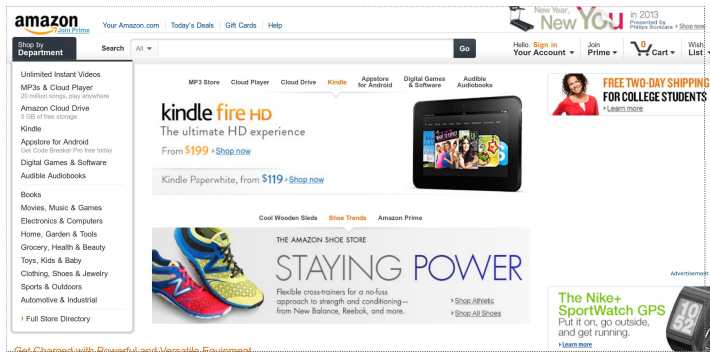 amazon
Join Prime
Your Amazon.com
Today's Deals
Gift Cards
Help
New Year,
New YOU
in 2013
Presented by
Philips Sonicare
› Shop now
Shop by
Department
Search
All
Go
Hello. Sign in
Your Account
Join
Prime
0
Cart
Wish
List
Unlimited Instant Videos
MP3s & Cloud Player
20 million songs, play anywhere
Amazon Cloud Drive
5 GB of free storage
Kindle
Appstore for Android
Get Code Breaker Pro free today
Digital Games & Software
Audible Audiobooks
Books
Movies, Music & Games
Electronics & Computers
Home, Garden & Tools
Grocery, Health & Beauty
Toys, Kids & Baby
Clothing, Shoes & Jewelry
Sports & Outdoors
Automotive & Industrial
› Full Store Directory
MP3 Store
Cloud Player
Cloud Drive
Kindle
Appstore
for Android
Digital Games
& Software
Audible
Audiobooks
kindle fire HD
The ultimate HD experience
From $199 › Shop now
Kindle Paperwhite, from $119 › Shop now
Cool Wooden Sleds
Shoe Trends
Amazon Prime
THE AMAZON SHOE STORE
STAYING POWER
Flexible cross-trainers for a no-fuss
approach to strength and conditioning—
from New Balance, Reebok, and more.
› Shop Athletic
› Shop All Shoes
FREE TWO-DAY SHIPPING
FOR COLLEGE STUDENTS
› Learn more
Advertisement
The Nike+
SportWatch GPS
Put it on, go outside,
and get running.
› Learn more
10
52
Get Charged with Powerful and Versatile Equipment